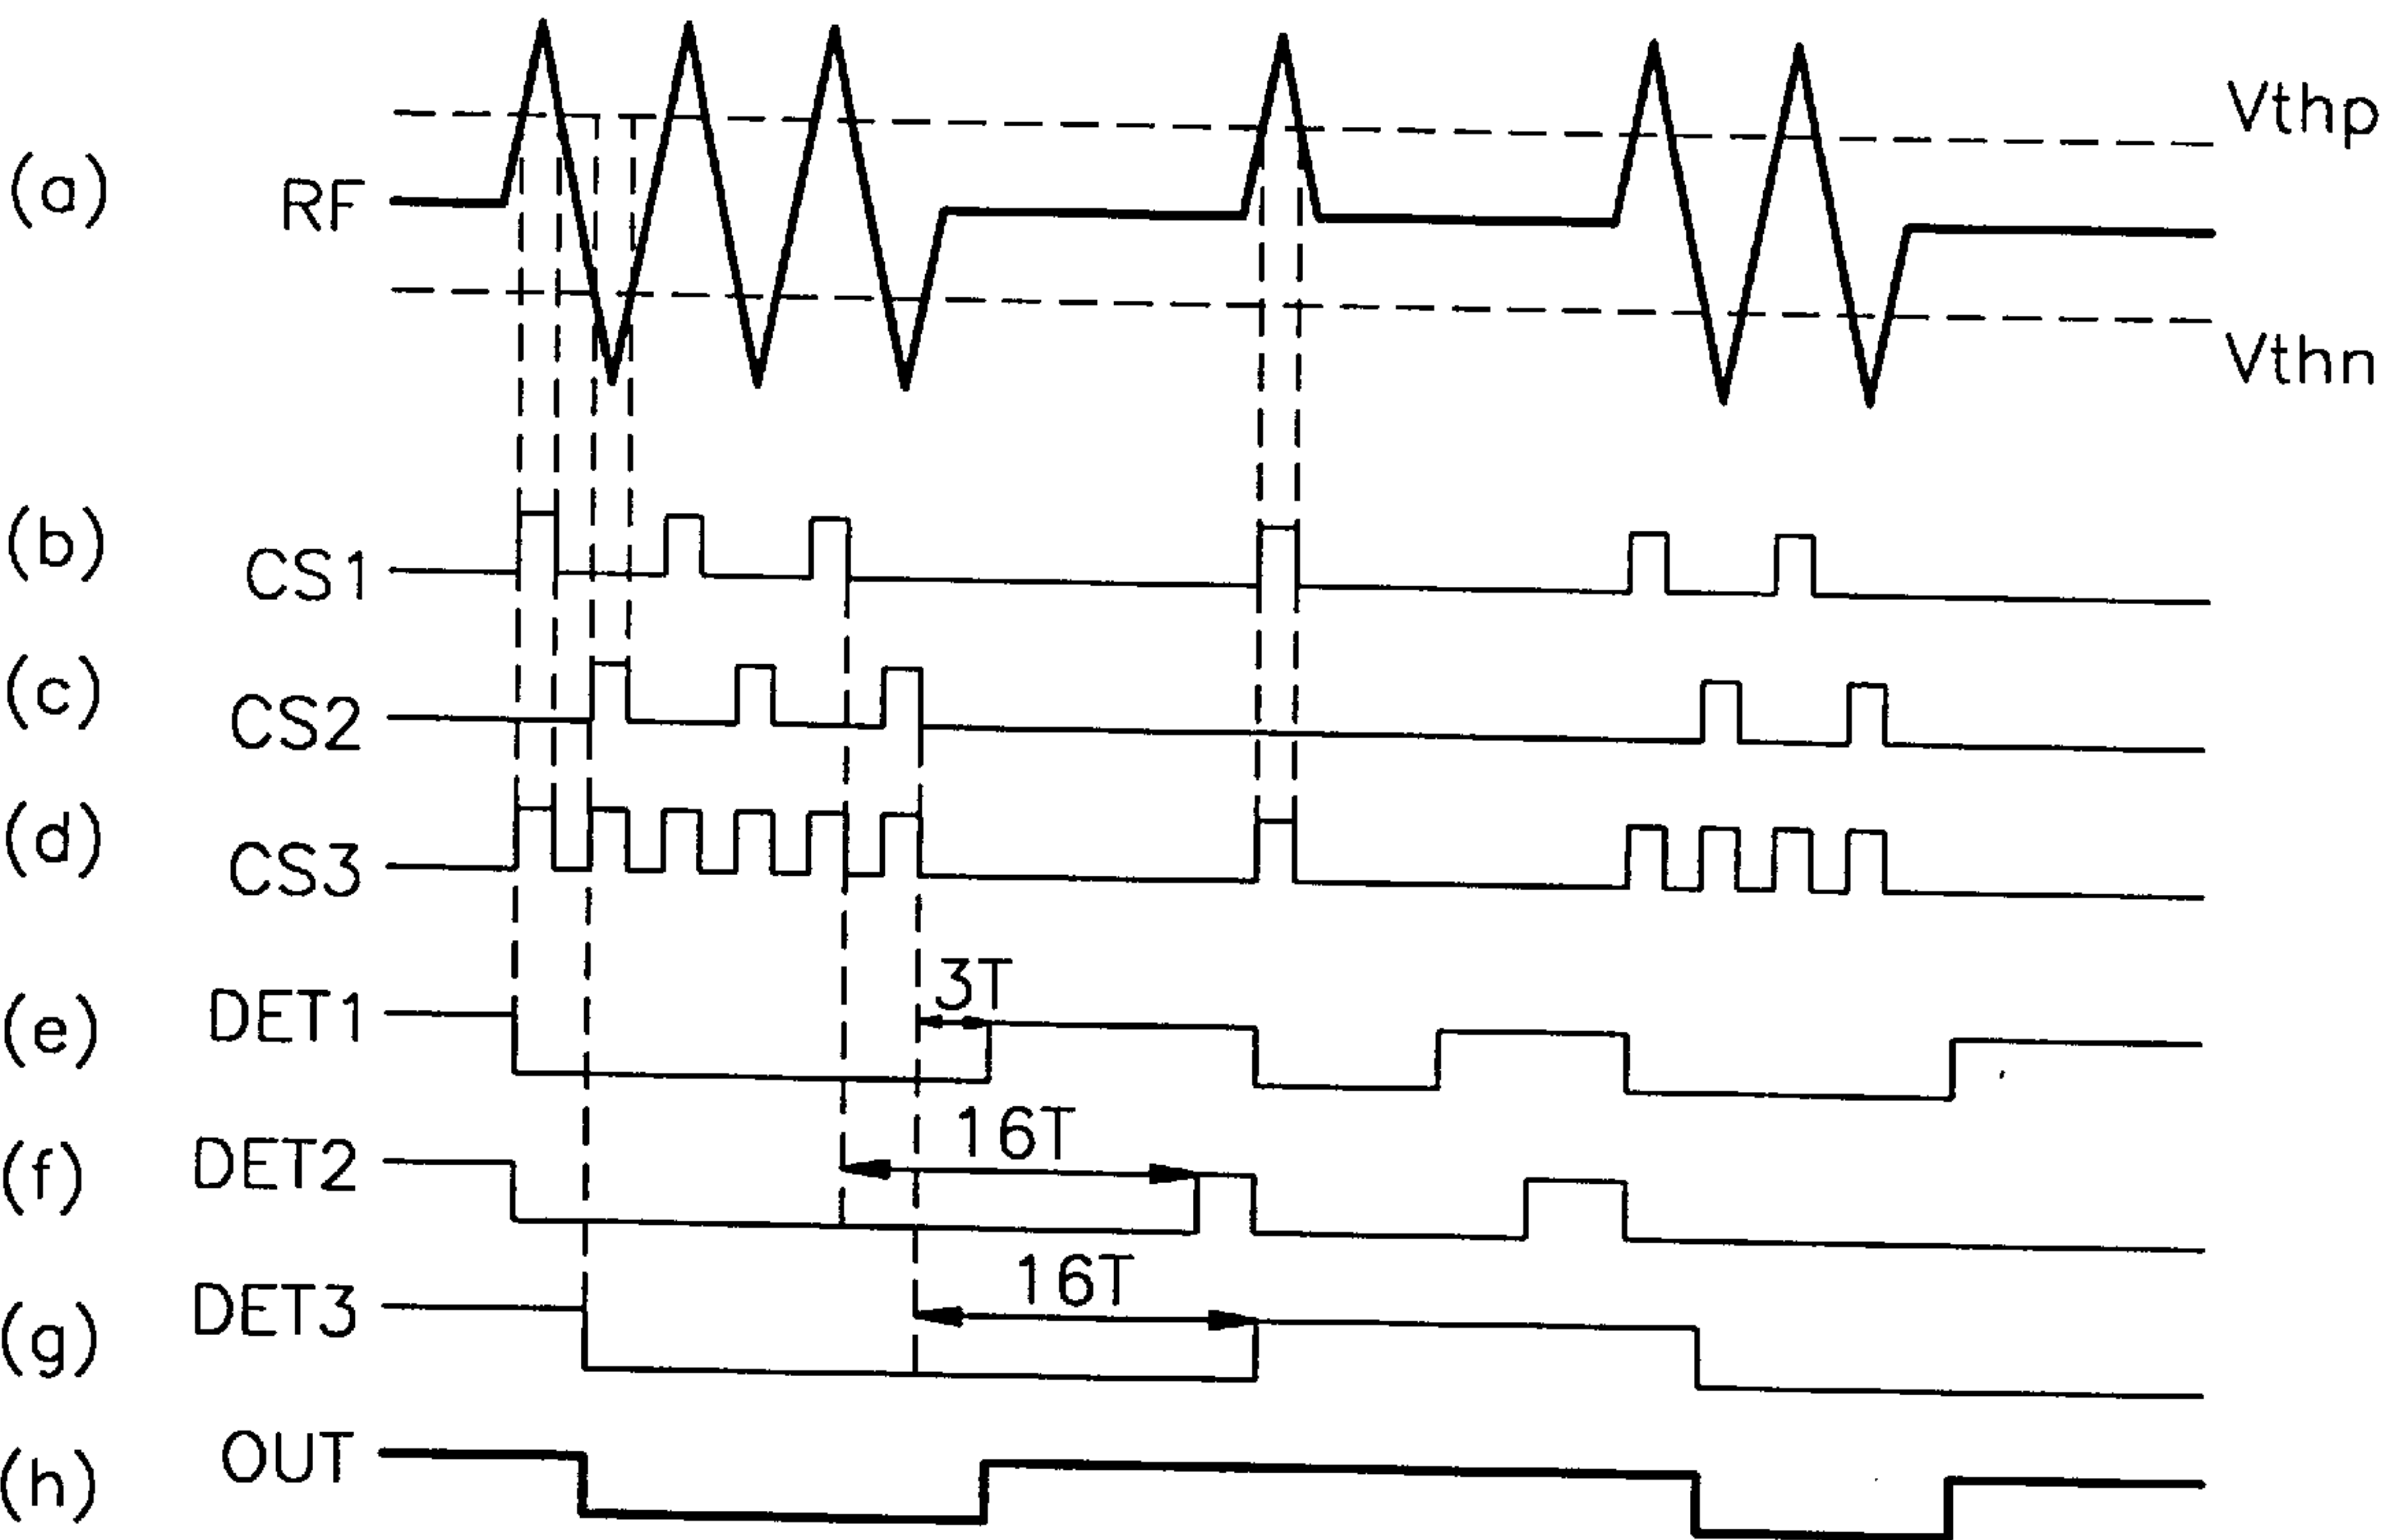 Vthp
(a) RF
Vthn
(b) CS1
(c) CS2
(d) CS3
3T
(e) DET1
16T
(f) DET2
16T
(g) DET3
(h) OUT